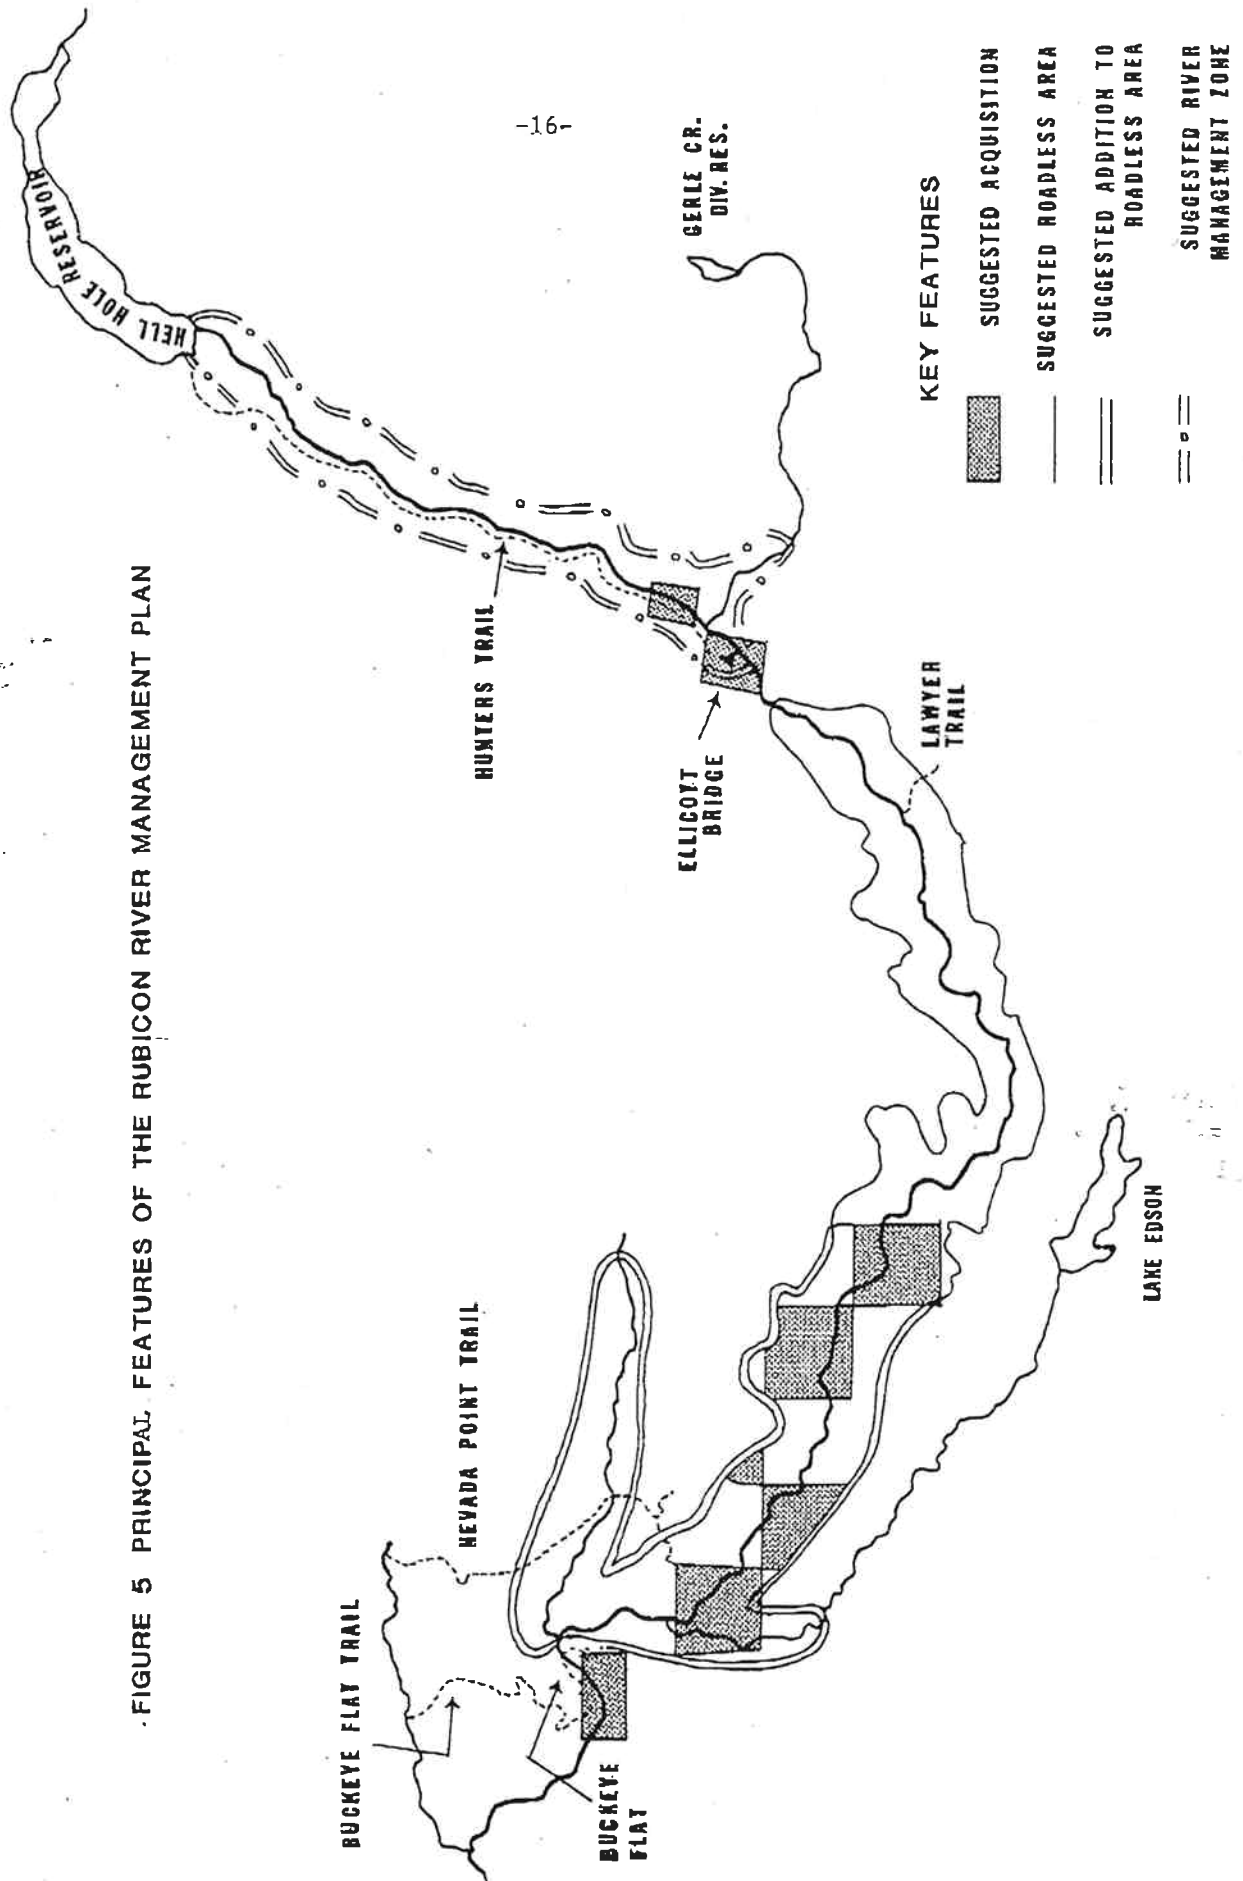 -16-
FIGURE 5 PRINCIPAL FEATURES OF THE RUBICON RIVER MANAGEMENT PLAN
HELL HOLE RESERVOIR
GERLE CR.
DIV. RES.
HUNTERS TRAIL
ELLICOTT
BRIDGE
LAWYER
TRAIL
NEVADA POINT TRAIL
BUCKEYE FLAT TRAIL
BUCKEYE
FLAT
LAKE EDSON
KEY FEATURES
SUGGESTED ACQUISITION
SUGGESTED ROADLESS AREA
SUGGESTED ADDITION TO
ROADLESS AREA
SUGGESTED RIVER
MANAGEMENT ZONE